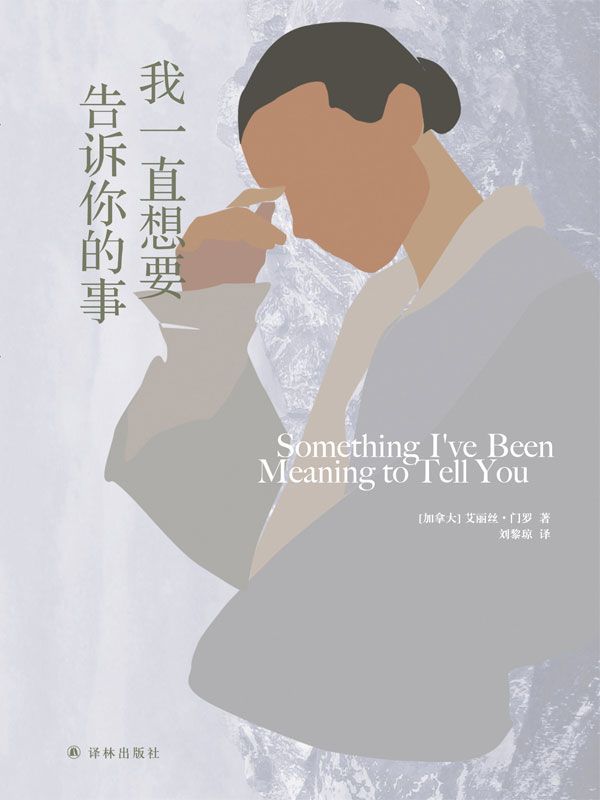 我一直想要
告诉你的事
Something I've Been
Meaning to Tell You
[加拿大] 艾丽丝·门罗 著
刘黎琼 译
译林出版社